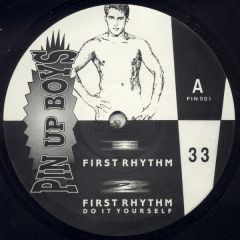 PIN UP BOYS
A
PIN 001
33
FIRST RHYTHM
FIRST RHYTHM
DO IT YOURSELF